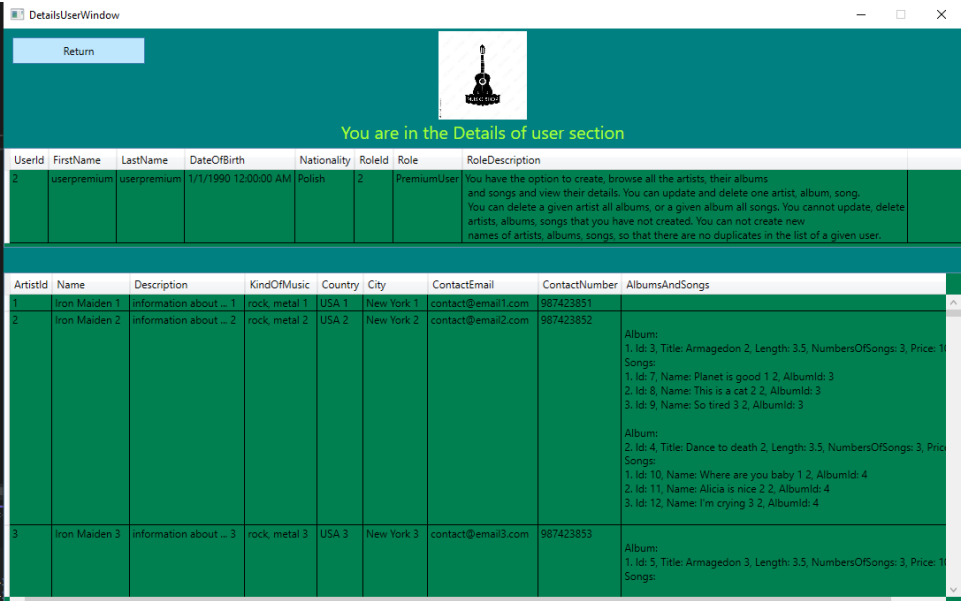 DetailsUserWindow
Return
MUSIC SHOP
You are in the Details of user section
UserId FirstName LastName DateOfBirth Nationality RoleId Role RoleDescription
2 userpremium userpremium 1/1/1990 12:00:00 AM Polish 2 PremiumUser You have the option to create, browse all the artists, their albums
and songs and view their details. You can update and delete one artist, album, song.
You can delete a given artist all albums, or a given album all songs. You cannot update, delete
artists, albums, songs that you have not created. You can not create new
names of artists, albums, songs, so that there are no duplicates in the list of a given user.
ArtistId Name Description KindOfMusic Country City ContactEmail ContactNumber AlbumsAndSongs
1 Iron Maiden 1 information about ... 1 rock, metal 1 USA 1 New York 1 contact@email1.com 987423851
2 Iron Maiden 2 information about ... 2 rock, metal 2 USA 2 New York 2 contact@email2.com 987423852
Album:
1. Id: 3, Title: Armagedon 2, Length: 3.5, NumbersOfSongs: 3, Price: 10
Songs:
1. Id: 7, Name: Planet is good 1 2, AlbumId: 3
2. Id: 8, Name: This is a cat 2 2, AlbumId: 3
3. Id: 9, Name: So tired 3 2, AlbumId: 3
Album:
2. Id: 4, Title: Dance to death 2, Length: 3.5, NumbersOfSongs: 3, Pric
Songs:
1. Id: 10, Name: Where are you baby 1 2, AlbumId: 4
2. Id: 11, Name: Alicia is nice 2 2, AlbumId: 4
3. Id: 12, Name: I'm crying 3 2, AlbumId: 4
3 Iron Maiden 3 information about ... 3 rock, metal 3 USA 3 New York 3 contact@email3.com 987423853
Album:
1. Id: 5, Title: Armagedon 3, Length: 3.5, NumbersOfSongs: 3, Price: 10
Songs: